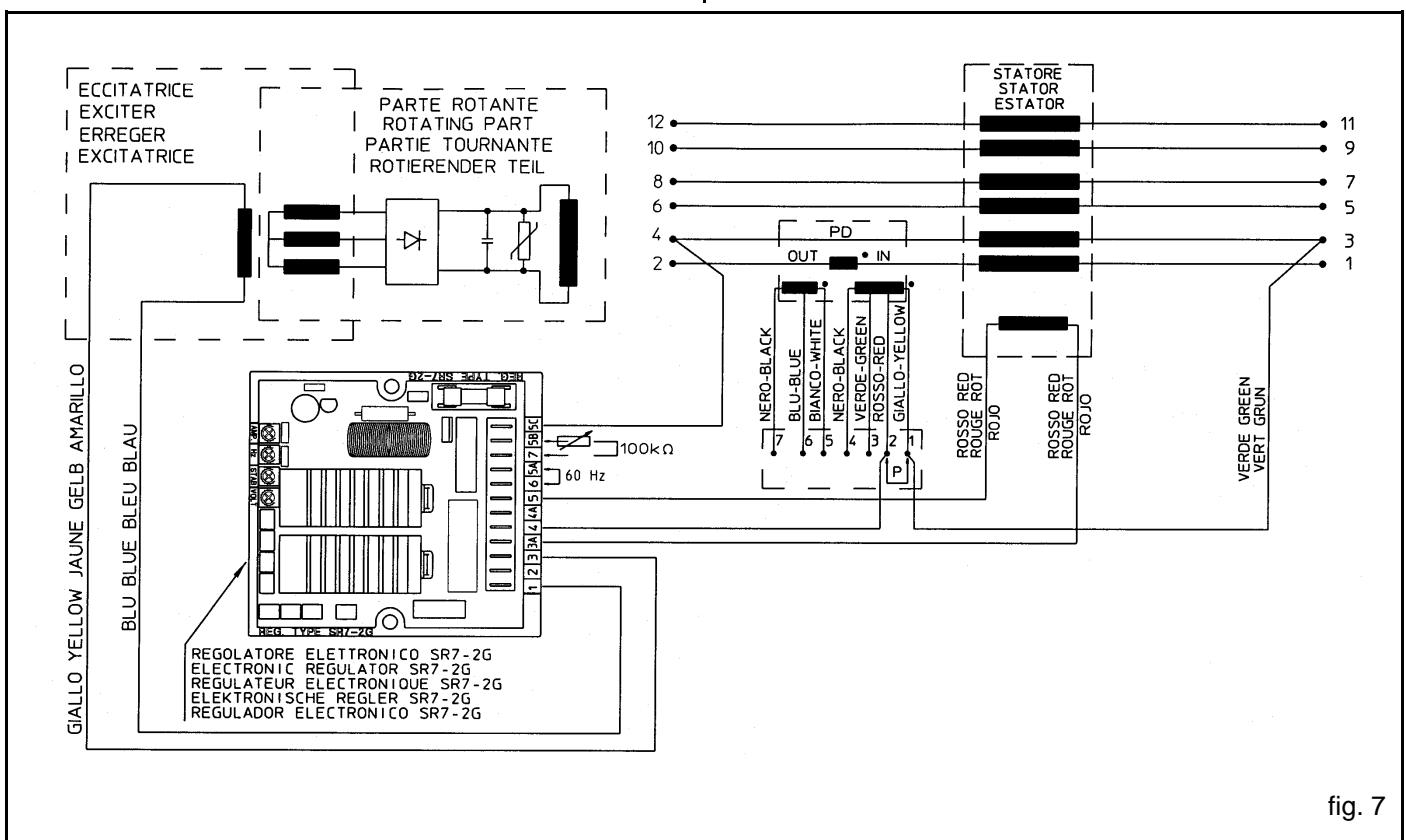 ECCITATRICE
EXCITER
ERREGER
EXCITATRICE
PARTE ROTANTE
ROTATING PART
PARTIE TOURNANTE
ROTIERENDER TEIL
STATORE
STATOR
ESTATOR
12
11
10
9
8
7
6
5
4
3
2
1
PD
OUT
IN
NERO-BLACK
BLU-BLUE
BIANCO-WHITE
NERO-BLACK
VERDE-GREEN
ROSSO-RED
GIALLO-YELLOW
7 6 5 4 3 2 1
P
ROSSO RED
ROUGE ROT
ROJO
ROSSO RED
ROUGE ROT
ROJO
VERDE GREEN
VERT GRUN
GIALLO YELLOW JAUNE GELB AMARILLO
BLU BLUE BLEU BLAU
REG. TYPE SR7-2G
AMP.
Hz
STAB
VOLT
5C
5B
7
5A
6
5
4A
4
3A
3
2
1
100kΩ
60 Hz
REG. TYPE SR7-2G
REGOLATORE ELETTRONICO SR7-2G
ELECTRONIC REGULATOR SR7-2G
REGULATEUR ELECTRONIQUE SR7-2G
ELEKTRONISCHE REGLER SR7-2G
REGULADOR ELECTRONICO SR7-2G
fig. 7